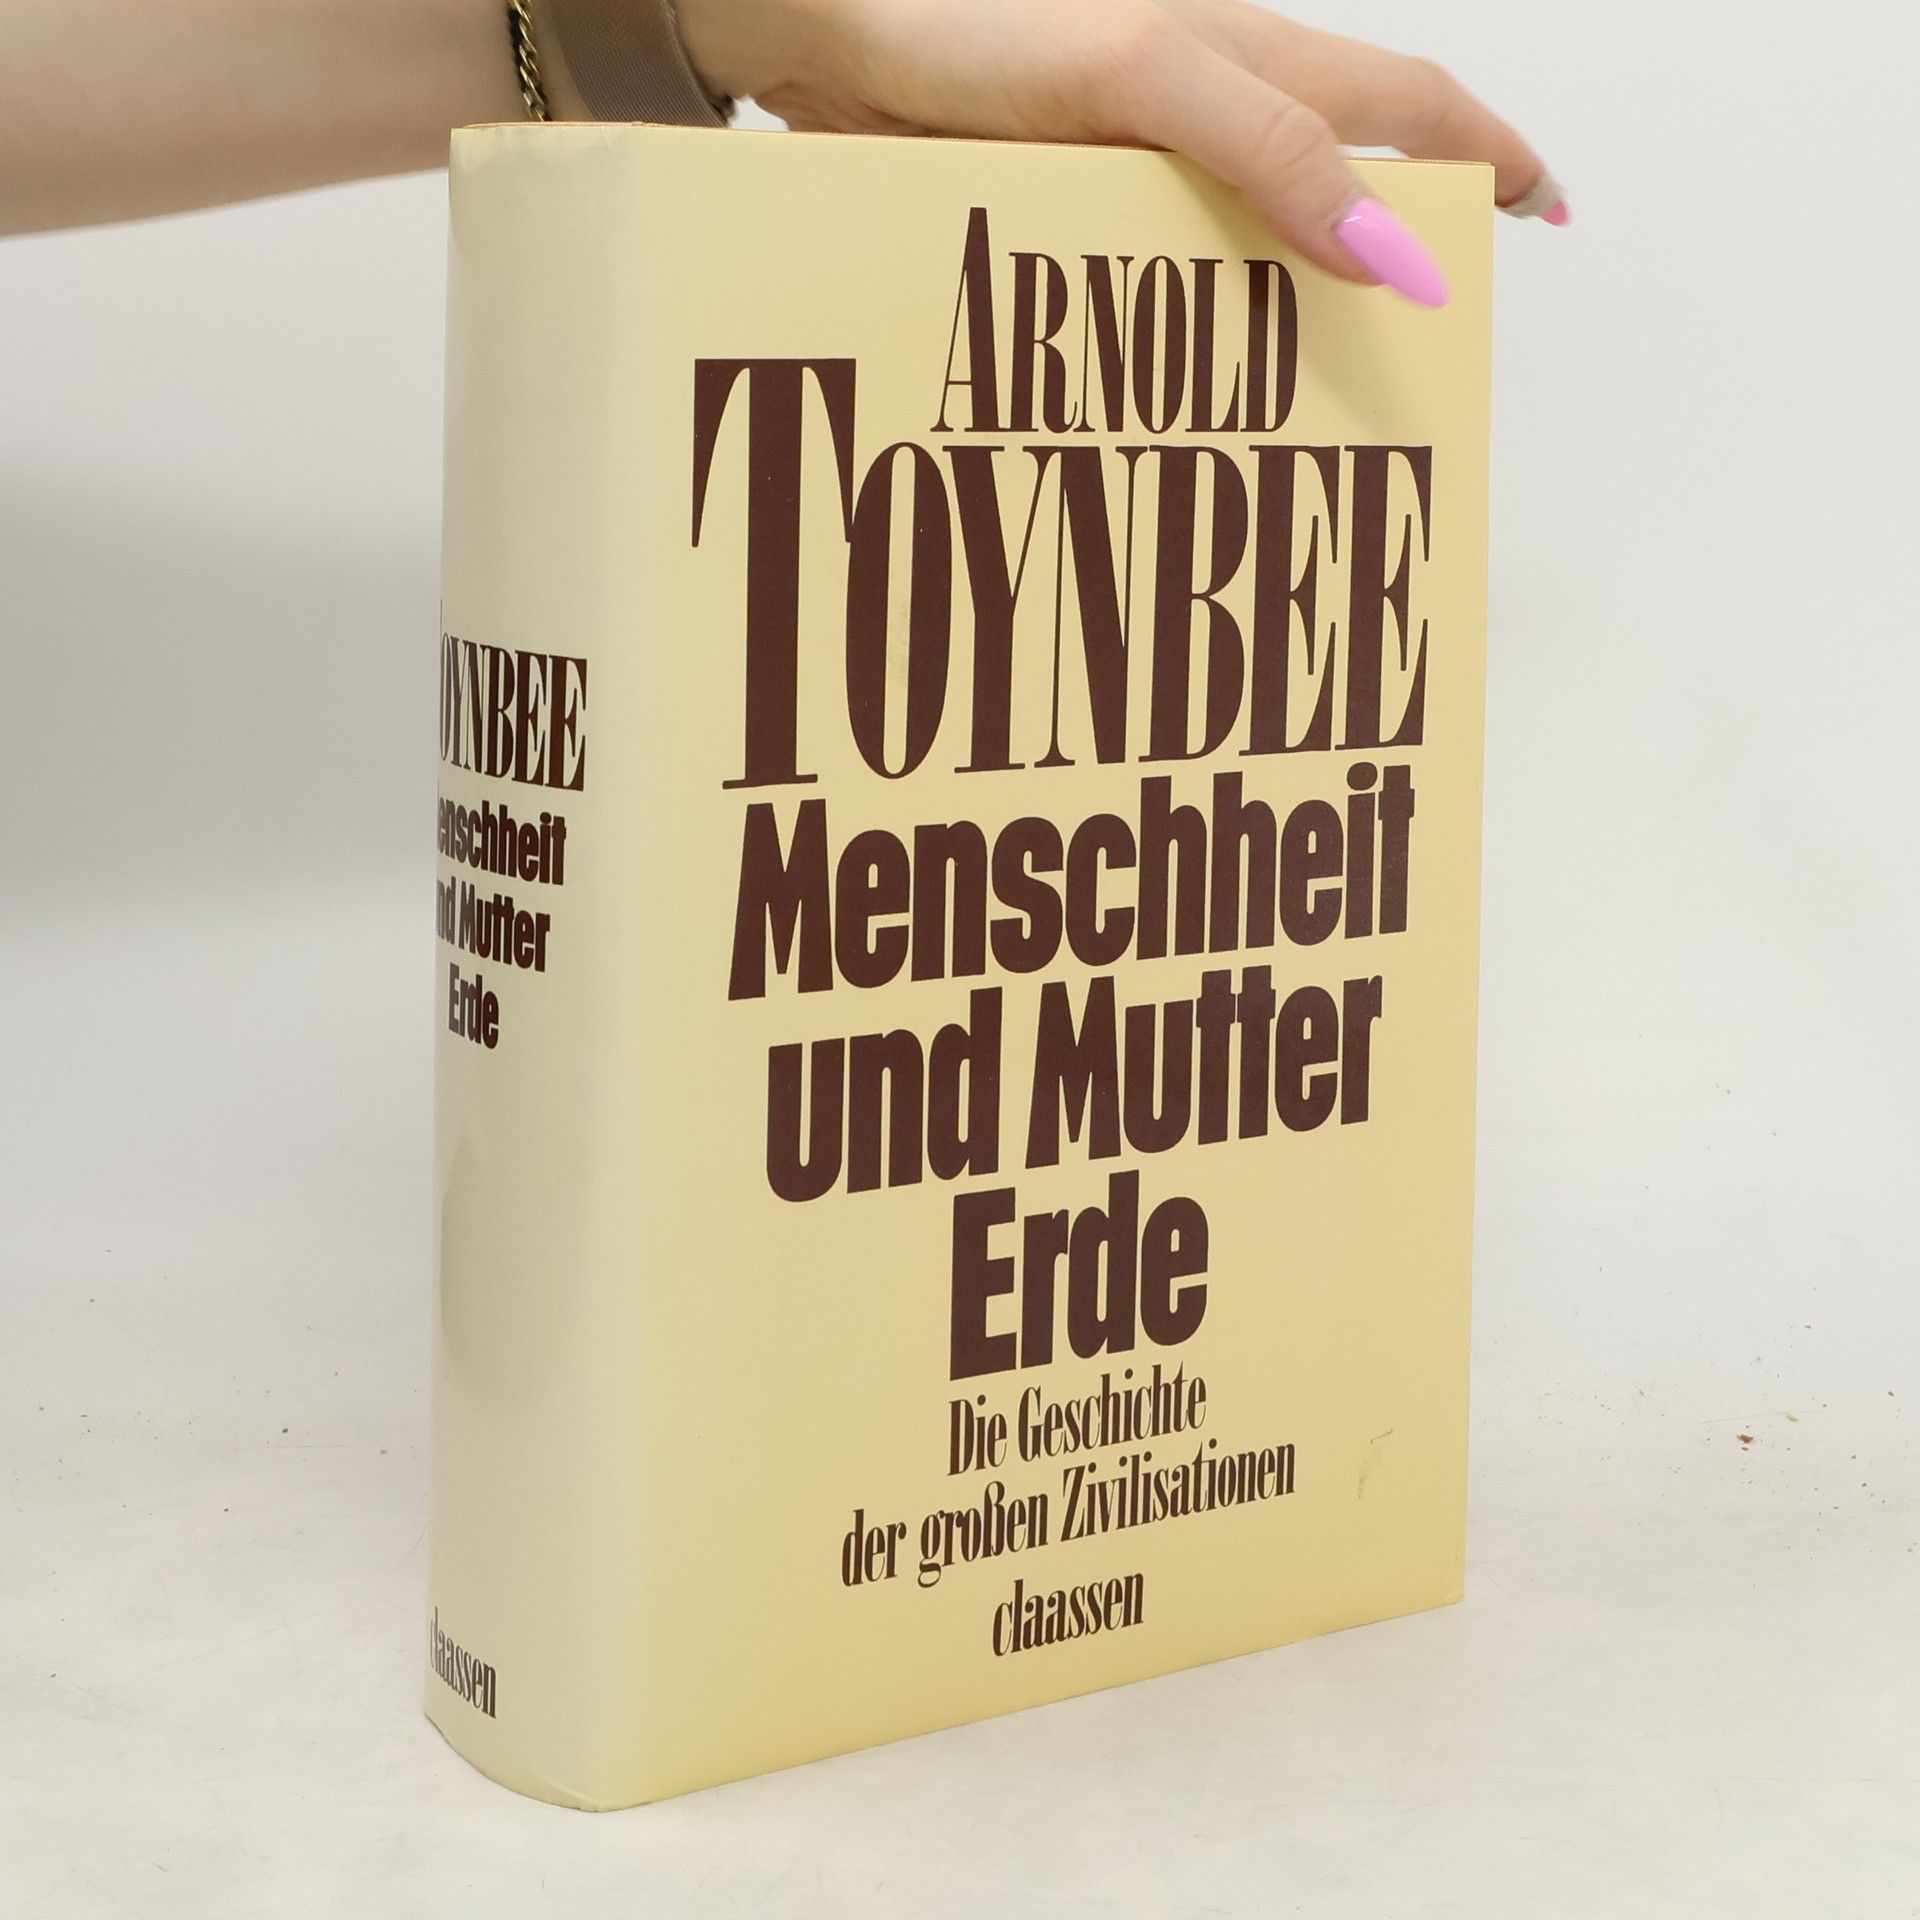 ARNOLD
TOYNBEE
Menschheit
und Mutter
Erde
Die Geschichte
der großen Zivilisationen
claassen
TOYNBEE
Menschheit
und Mutter
Erde
claassen